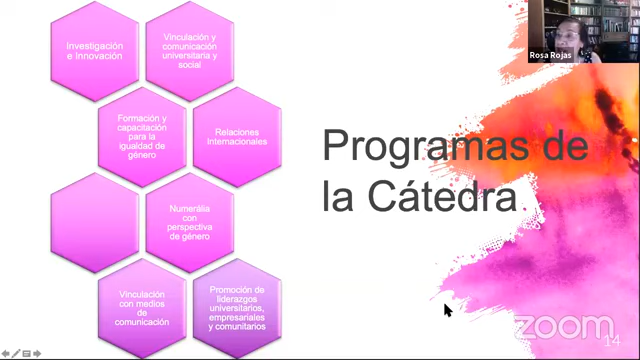 Investigación
e Innovación
Vinculación y
comunicación
universitaria y
social
Formación y
capacitación
para la
igualdad de
género
Relaciones
Internacionales
Numerália
con
perspectiva
de género
Vinculación
con medios
de
comunicación
Promoción de
liderazgos
universitarios,
empresariales
y comunitarios
Programas de
la Cátedra
Rosa Rojas
zoom
14